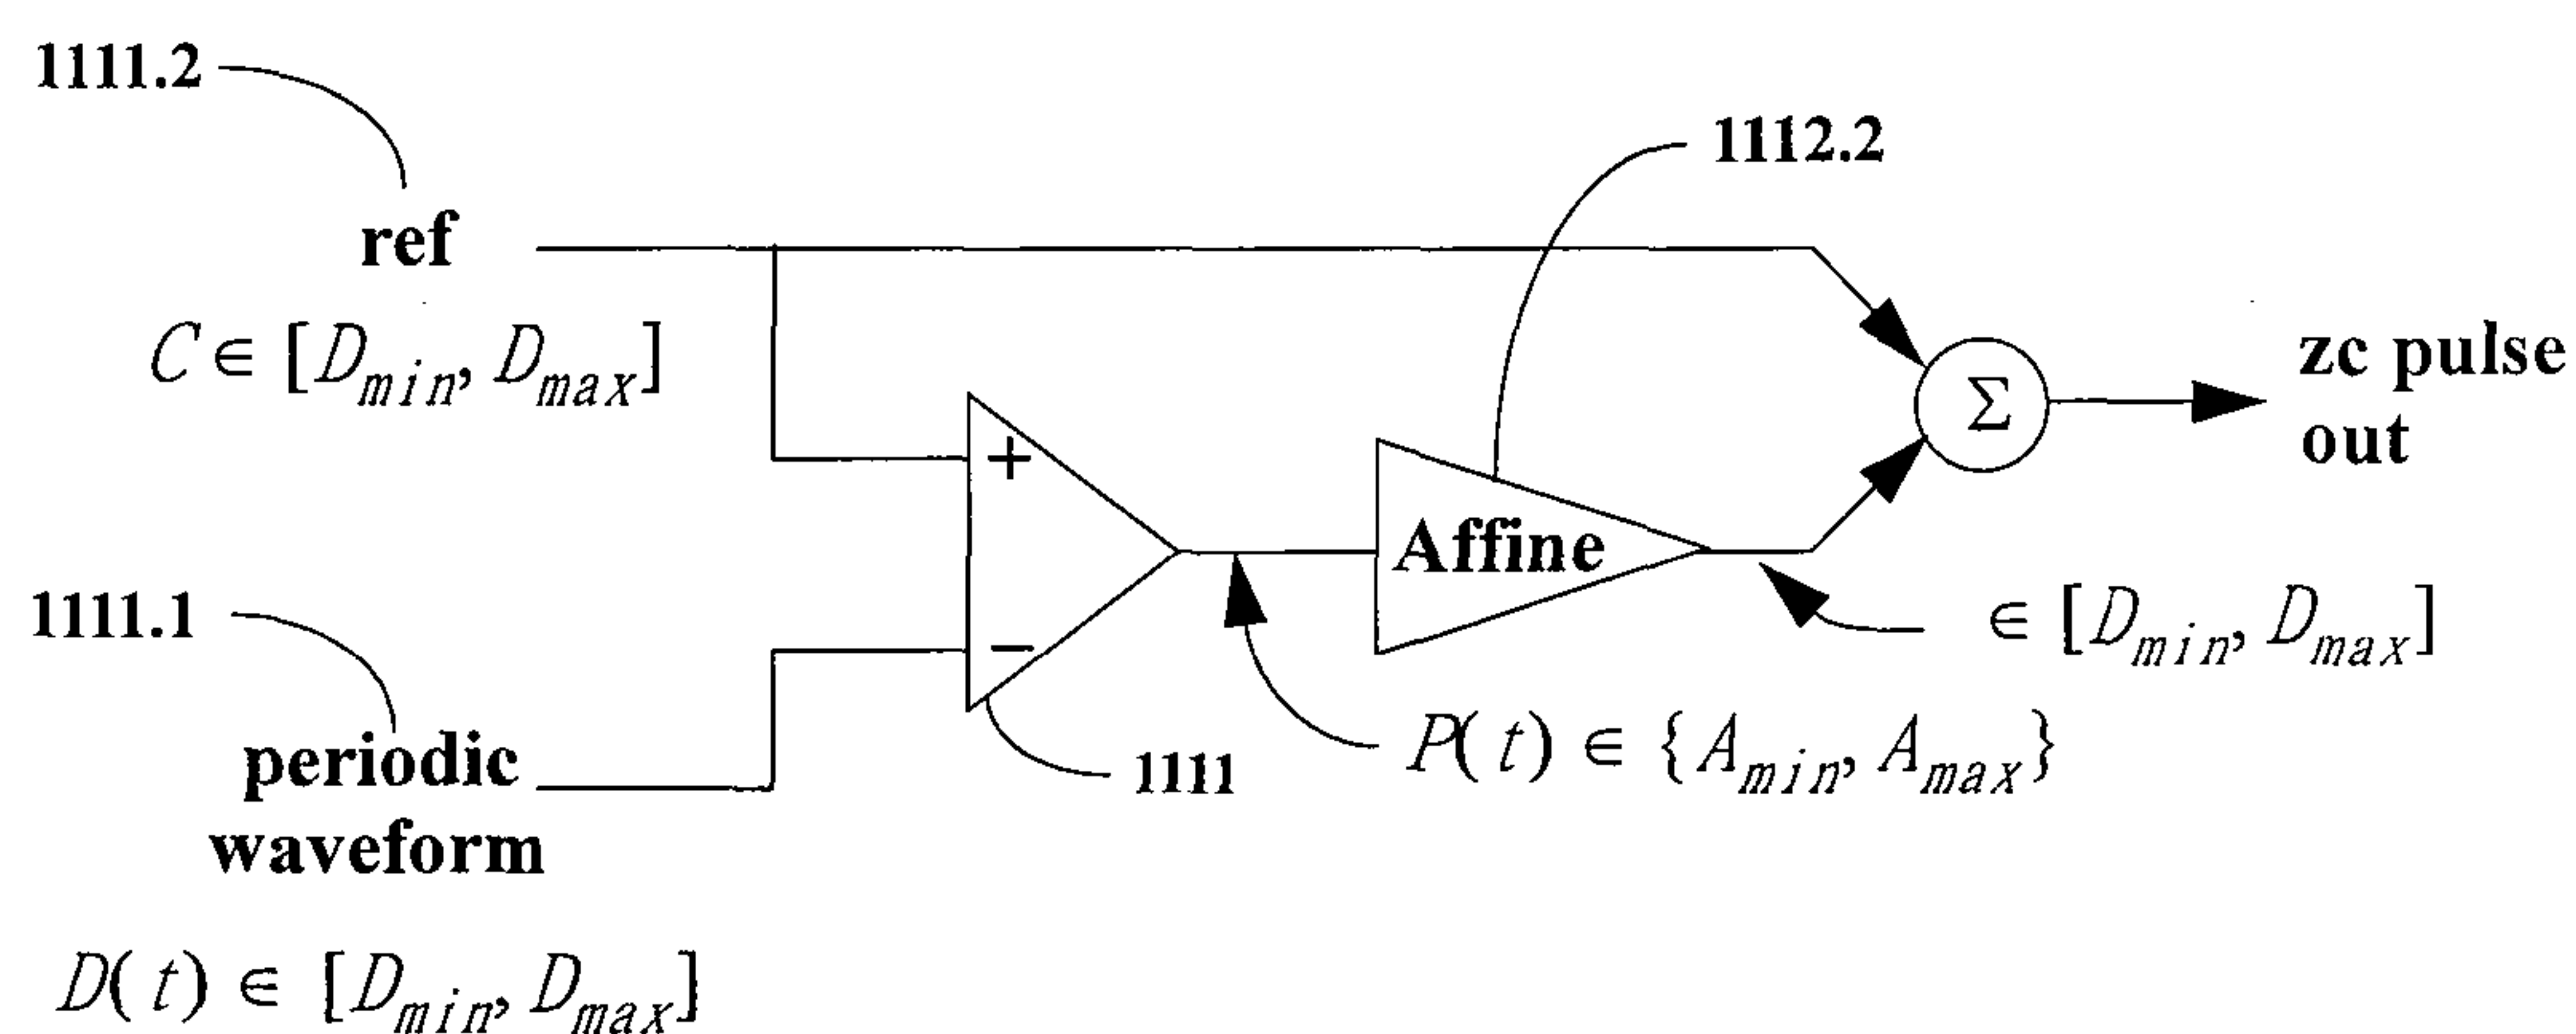 1111.2
1112.2
ref
C ∈ [D_min, D_max]
+
Σ
zc pulse
out
Affine
1111.1
−
∈ [D_min, D_max]
periodic
waveform
1111
P(t) ∈ {A_min, A_max}
D(t) ∈ [D_min, D_max]